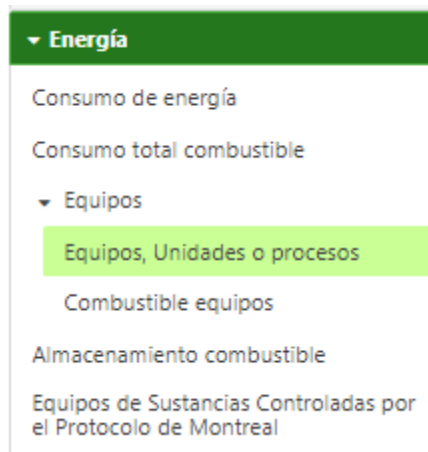 Energía
Consumo de energía
Consumo total combustible
Equipos
Equipos, Unidades o procesos
Combustible equipos
Almacenamiento combustible
Equipos de Sustancias Controladas por
el Protocolo de Montreal